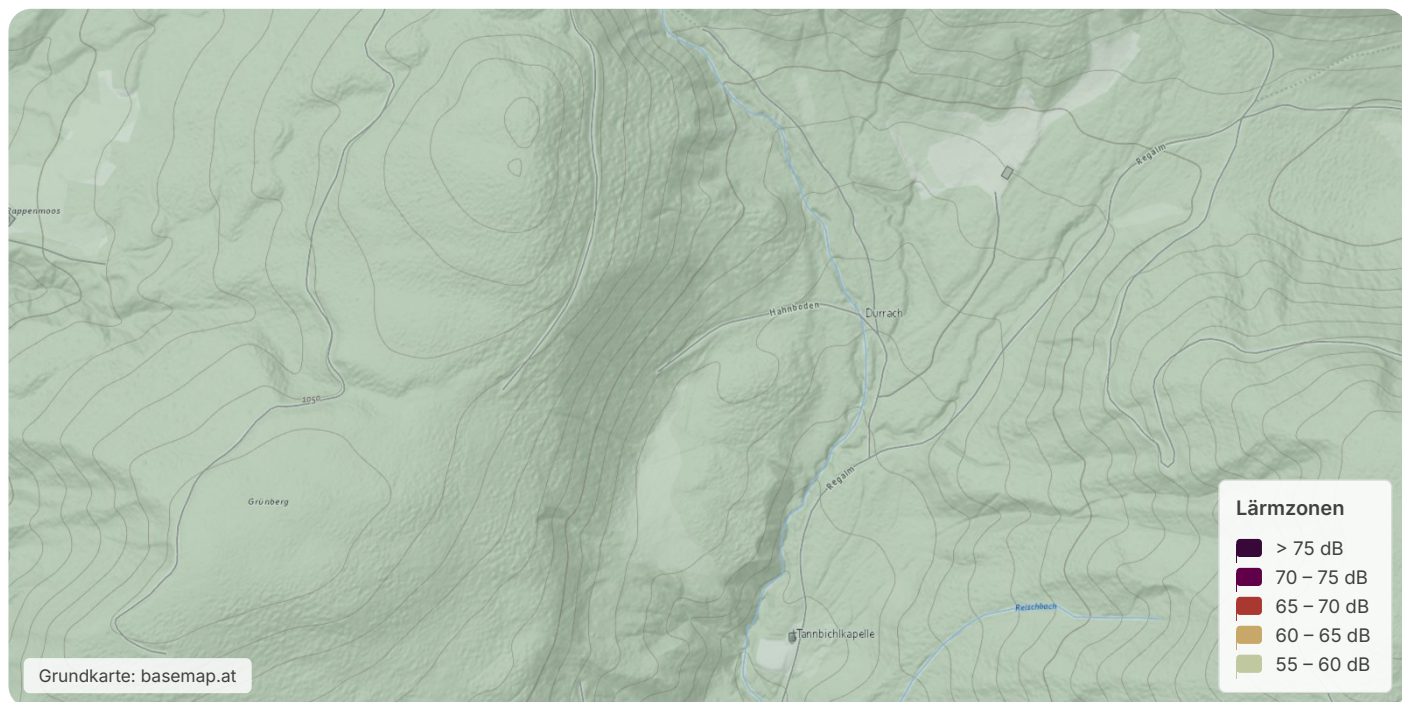 Regalm
Rappenmoos
Hahnboden
Durrach
1050
Grünberg
Regalm
Reischbach
Tannbichlkapelle
Lärmzonen
> 75 dB
70 – 75 dB
65 – 70 dB
60 – 65 dB
55 – 60 dB
Grundkarte: basemap.at